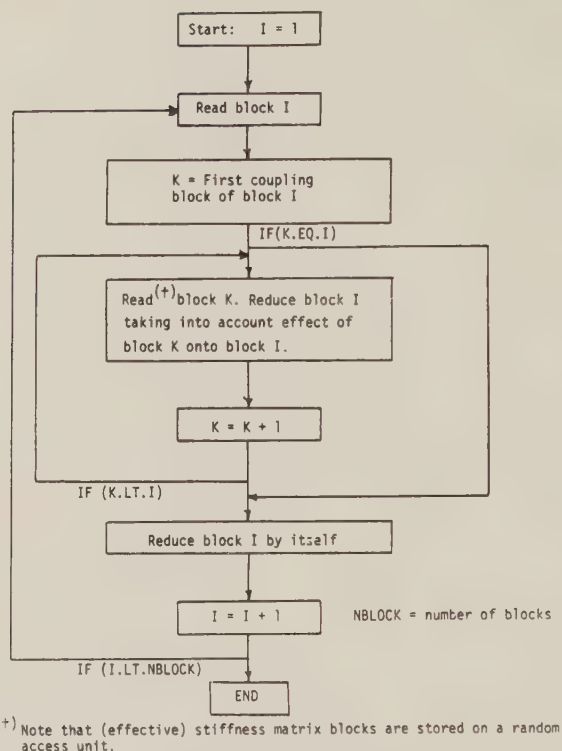 Start: I = 1
Read block I
K = First coupling
block of block I
IF(K.EQ.I)
Read(†)block K. Reduce block I
taking into account effect of
block K onto block I.
K = K + 1
IF (K.LT.I)
Reduce block I by itself
I = I + 1
NBLOCK = number of blocks
IF (I.LT.NBLOCK)
END
†) Note that (effective) stiffness matrix blocks are stored on a random
access unit.